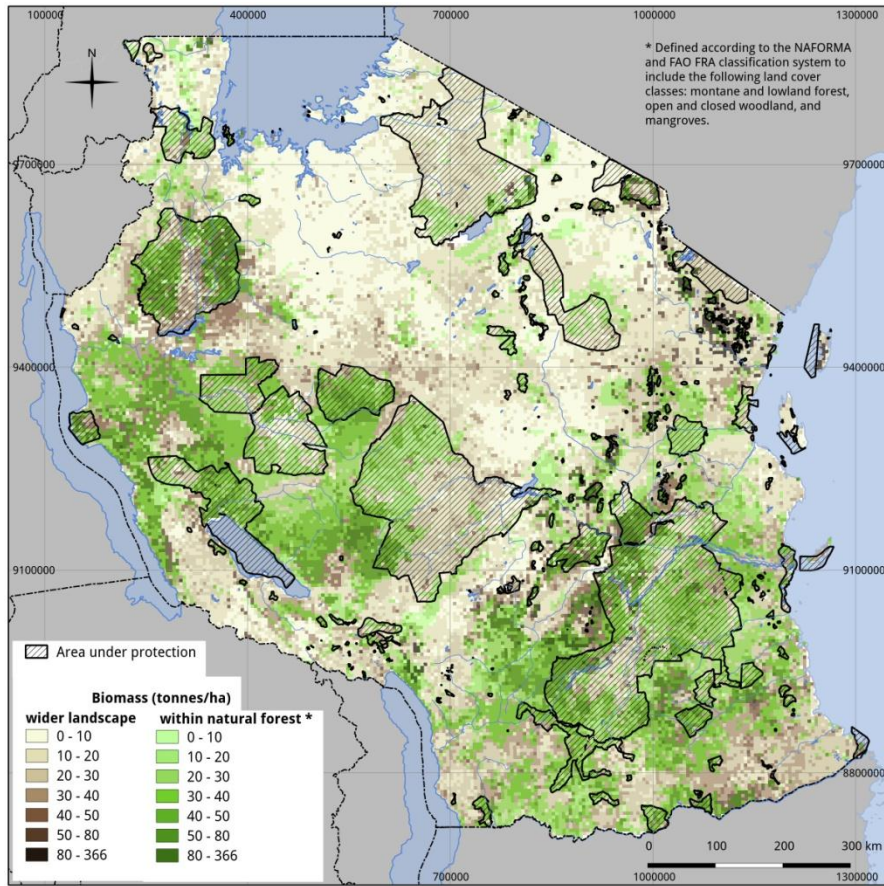 100000 400000 700000 1000000 1300000
N
* Defined according to the NAFORMA
and FAO FRA classification system to
include the following land cover
classes: montane and lowland forest,
open and closed woodland, and
mangroves.
9700000 9700000
9400000 9400000
9100000 9100000
Area under protection
Biomass (tonnes/ha)
wider landscape within natural forest *
0 - 10 0 - 10
10 - 20 10 - 20
20 - 30 20 - 30
30 - 40 30 - 40
40 - 50 40 - 50
50 - 80 50 - 80
80 - 366 80 - 366
8800000
0 100 200 300 km
700000 1000000 1300000